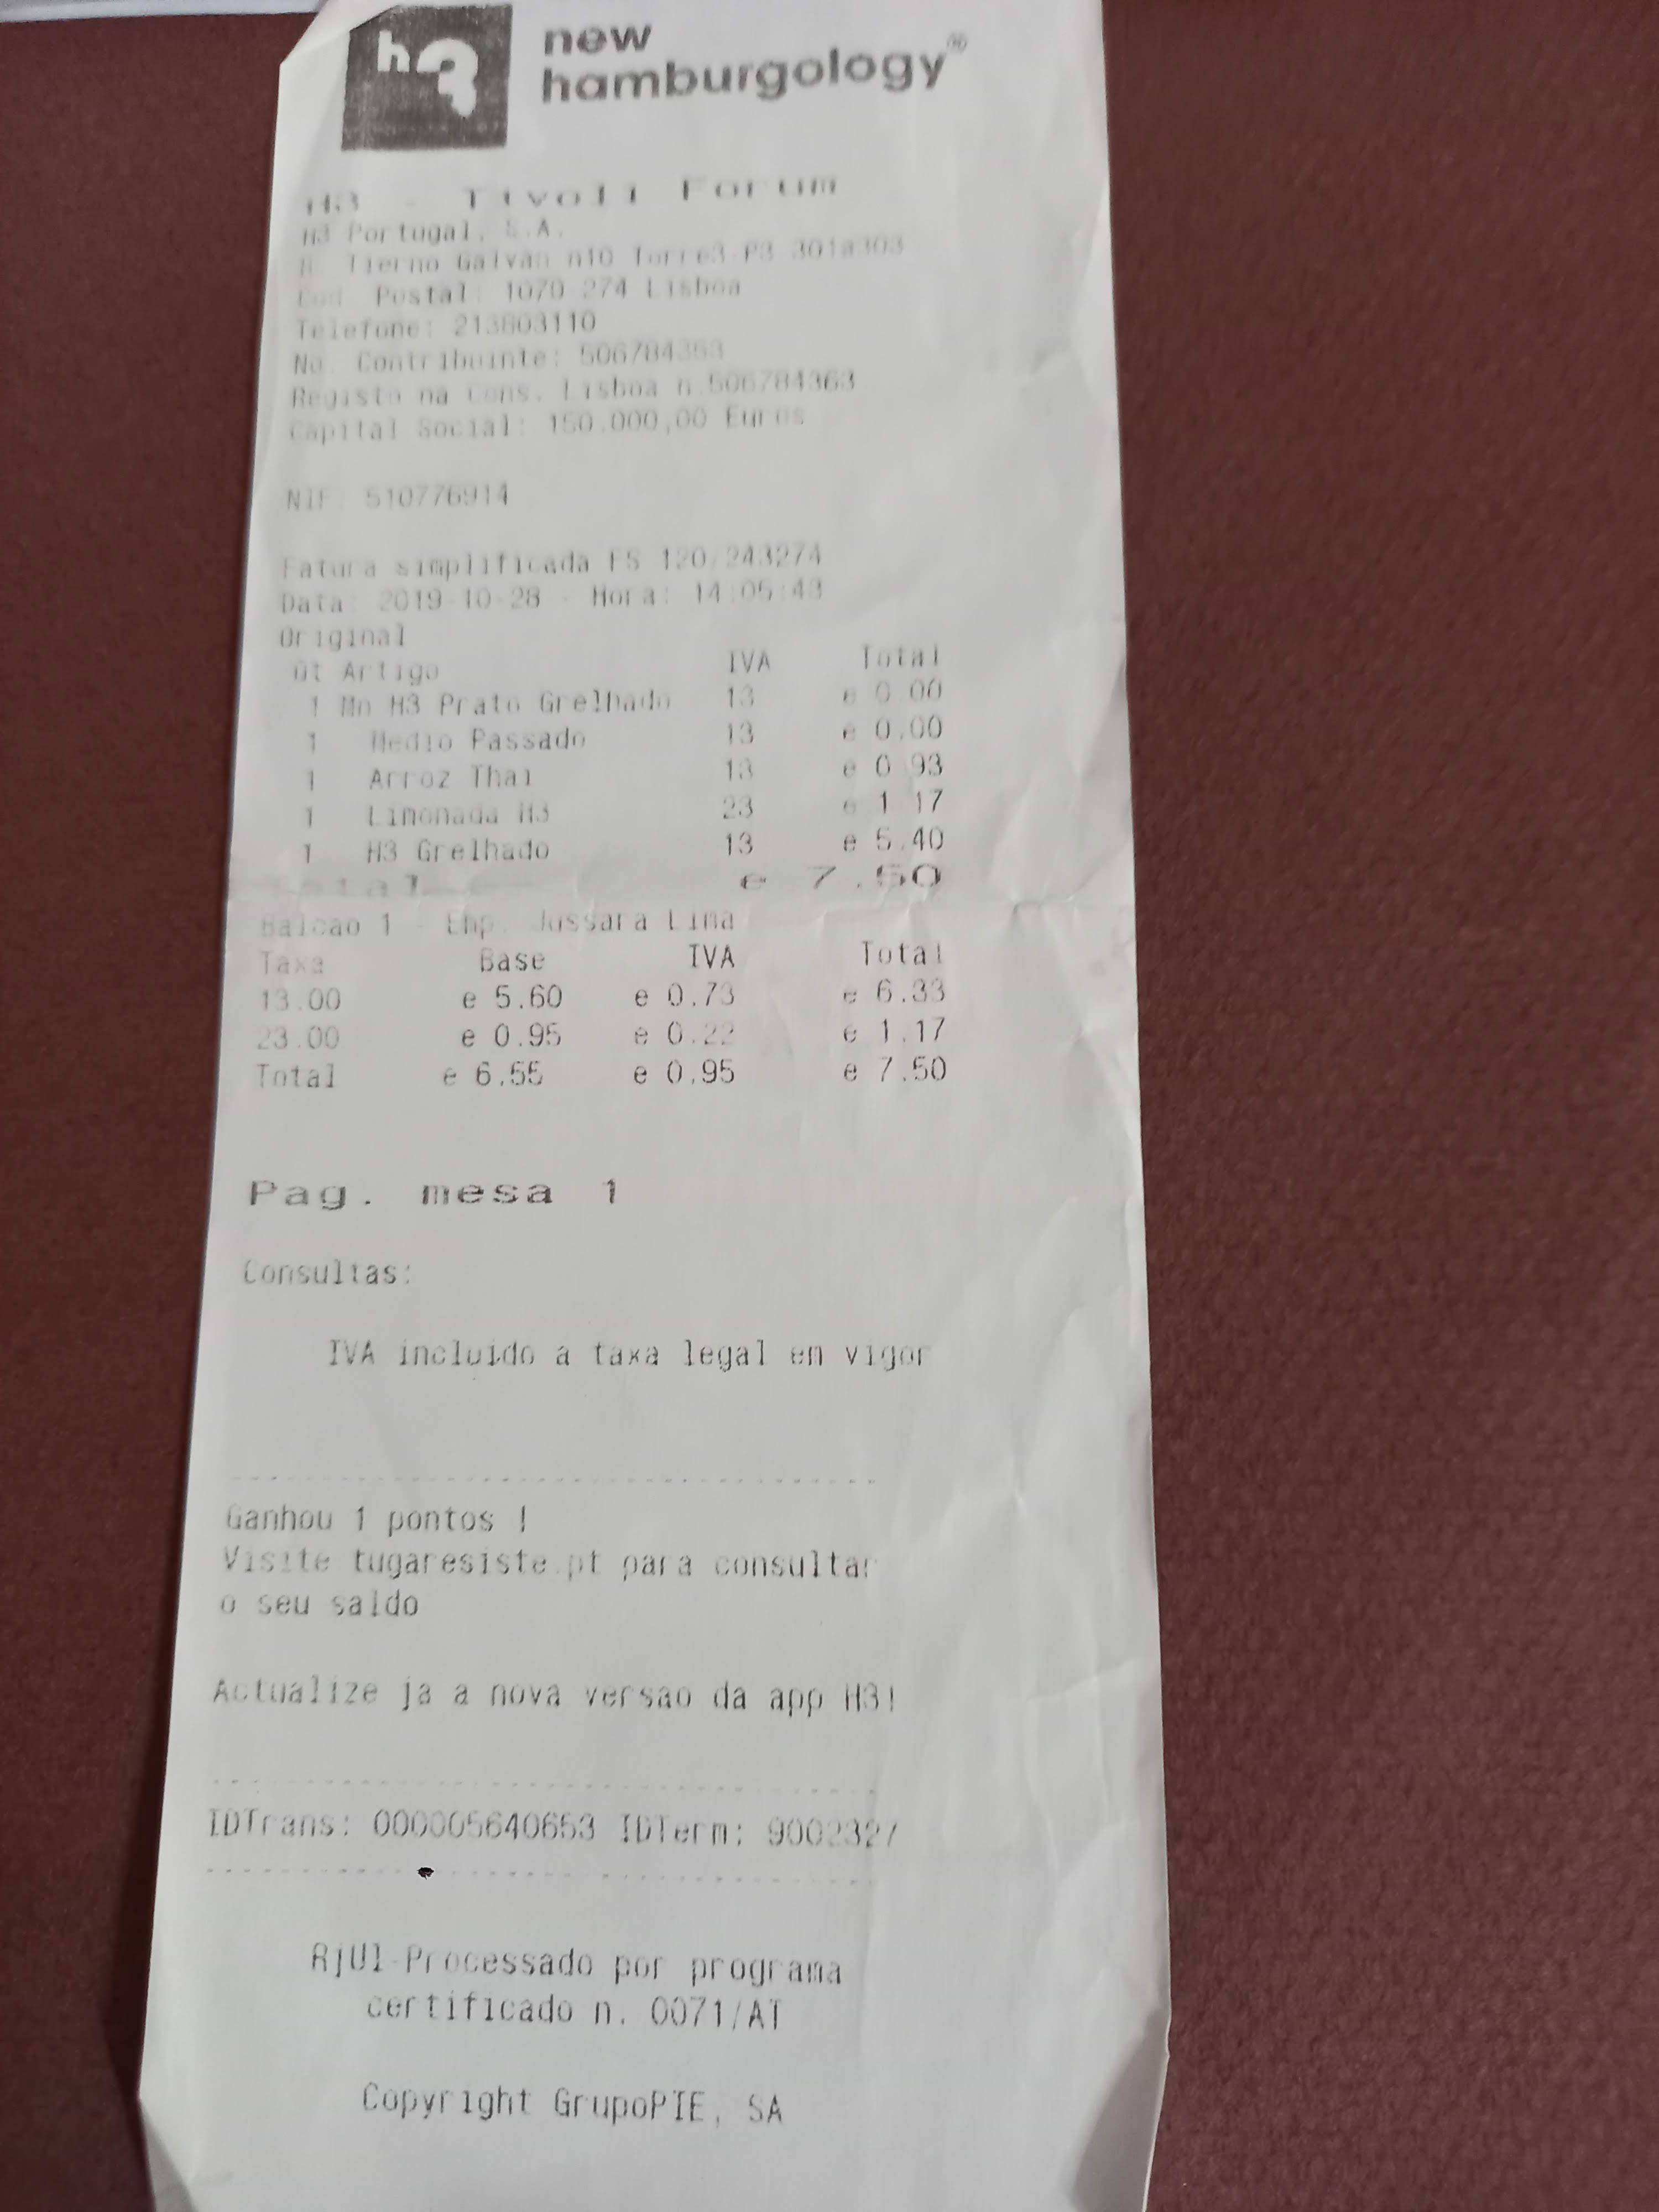 h3
new
hamburgology®
H3 - Tivoli Forum
H3 Portugal, S.A.
R. Tierno Galvan n10 Torre3 P3 301a303
Cod. Postal: 1070-274 Lisboa
Telefone: 213803110
No. Contribuinte: 506784363
Registo na Cons. Lisboa n.506784363
Capital Social: 150.000,00 Euros
NIF: 510776914
Fatura simplificada FS 120/243274
Data: 2019-10-28 - Hora: 14:05:43
Original
Qt Artigo IVA Total
1 Mn H3 Prato Grelhado 13 e 0.00
1 Medio Passado 13 e 0.00
1 Arroz Thai 13 e 0.93
1 Limonada H3 23 e 1.17
1 H3 Grelhado 13 e 5.40
Total e 7.50
Balcao 1 - Emp. Jussara Lima
Taxa Base IVA Total
13.00 e 5.60 e 0.73 e 6.33
23.00 e 0.95 e 0.22 e 1.17
Total e 6.55 e 0.95 e 7.50
Pag. mesa 1
Consultas:
IVA incluido a taxa legal em vigor
Ganhou 1 pontos !
Visite tugaresiste.pt para consultar
o seu saldo
Actualize ja a nova versao da app H3!
IDTrans: 000005640653 IDTerm: 9002327
RjUl-Processado por programa
certificado n. 0071/AT
Copyright GrupoPIE, SA